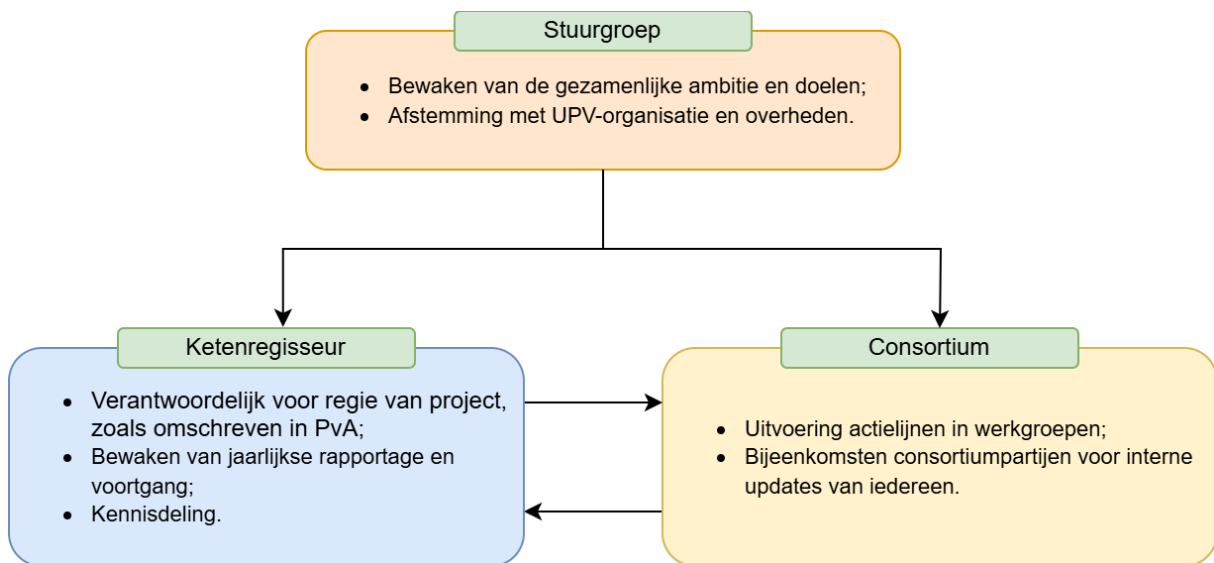 Stuurgroep
• Bewaken van de gezamenlijke ambitie en doelen;
• Afstemming met UPV-organisatie en overheden.
Ketenregisseur
• Verantwoordelijk voor regie van project,
zoals omschreven in PvA;
• Bewaken van jaarlijkse rapportage en
voortgang;
• Kennisdeling.
Consortium
• Uitvoering actielijnen in werkgroepen;
• Bijeenkomsten consortiumpartijen voor interne
updates van iedereen.